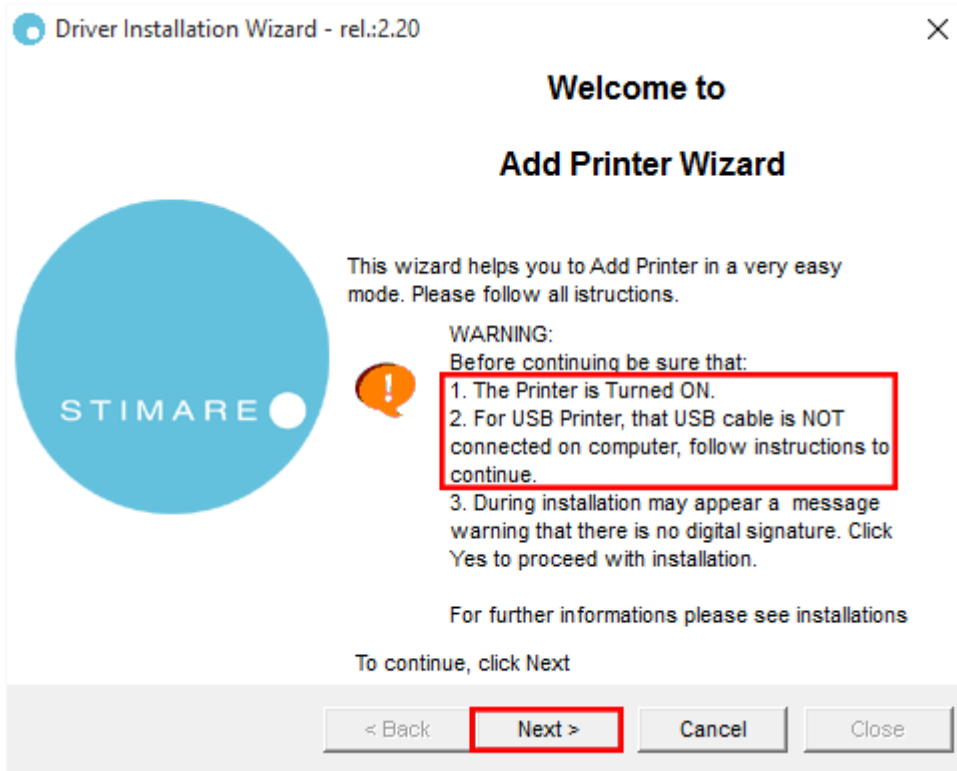 Driver Installation Wizard - rel.:2.20
Welcome to
Add Printer Wizard
This wizard helps you to Add Printer in a very easy
mode. Please follow all istructions.
WARNING:
Before continuing be sure that:
1. The Printer is Turned ON.
2. For USB Printer, that USB cable is NOT
connected on computer, follow instructions to
continue.
3. During installation may appear a  message
warning that there is no digital signature. Click
Yes to proceed with installation.
For further informations please see installations
STIMARE
To continue, click Next
< Back
Next >
Cancel
Close